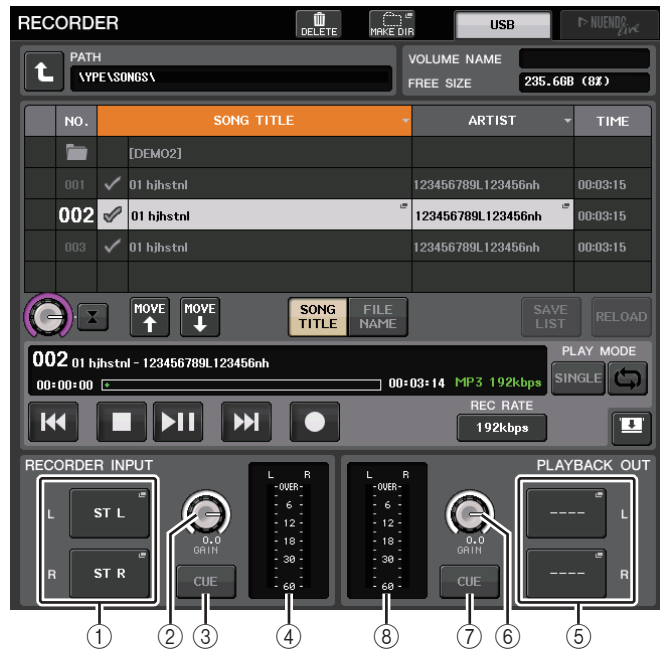 RECORDER
DELETE
MAKE DIR
USB
NUENDO Live
PATH
\YPE\SONGS\
VOLUME NAME
FREE SIZE 235.6GB (8%)
NO. SONG TITLE ARTIST TIME
[DEMO2]
001 01 hjhstnl 123456789L123456nh 00:03:15
002 01 hjhstnl 123456789L123456nh 00:03:15
003 01 hjhstnl 123456789L123456nh 00:03:15
MOVE
MOVE
SONG TITLE
FILE NAME
SAVE LIST
RELOAD
002 01 hjhstnl - 123456789L123456nh
00:00:00 00:03:14 MP3 192kbps
PLAY MODE
SINGLE
REC RATE
192kbps
RECORDER INPUT
L ST L
R ST R
0.0
GAIN
CUE
L R
-OVER-
- 6 -
- 12 -
- 18 -
- 30 -
- 60 -
L R
-OVER-
- 6 -
- 12 -
- 18 -
- 30 -
- 60 -
0.0
GAIN
CUE
PLAYBACK OUT
---- L
---- R
① ② ③ ④ ⑧ ⑦ ⑥ ⑤